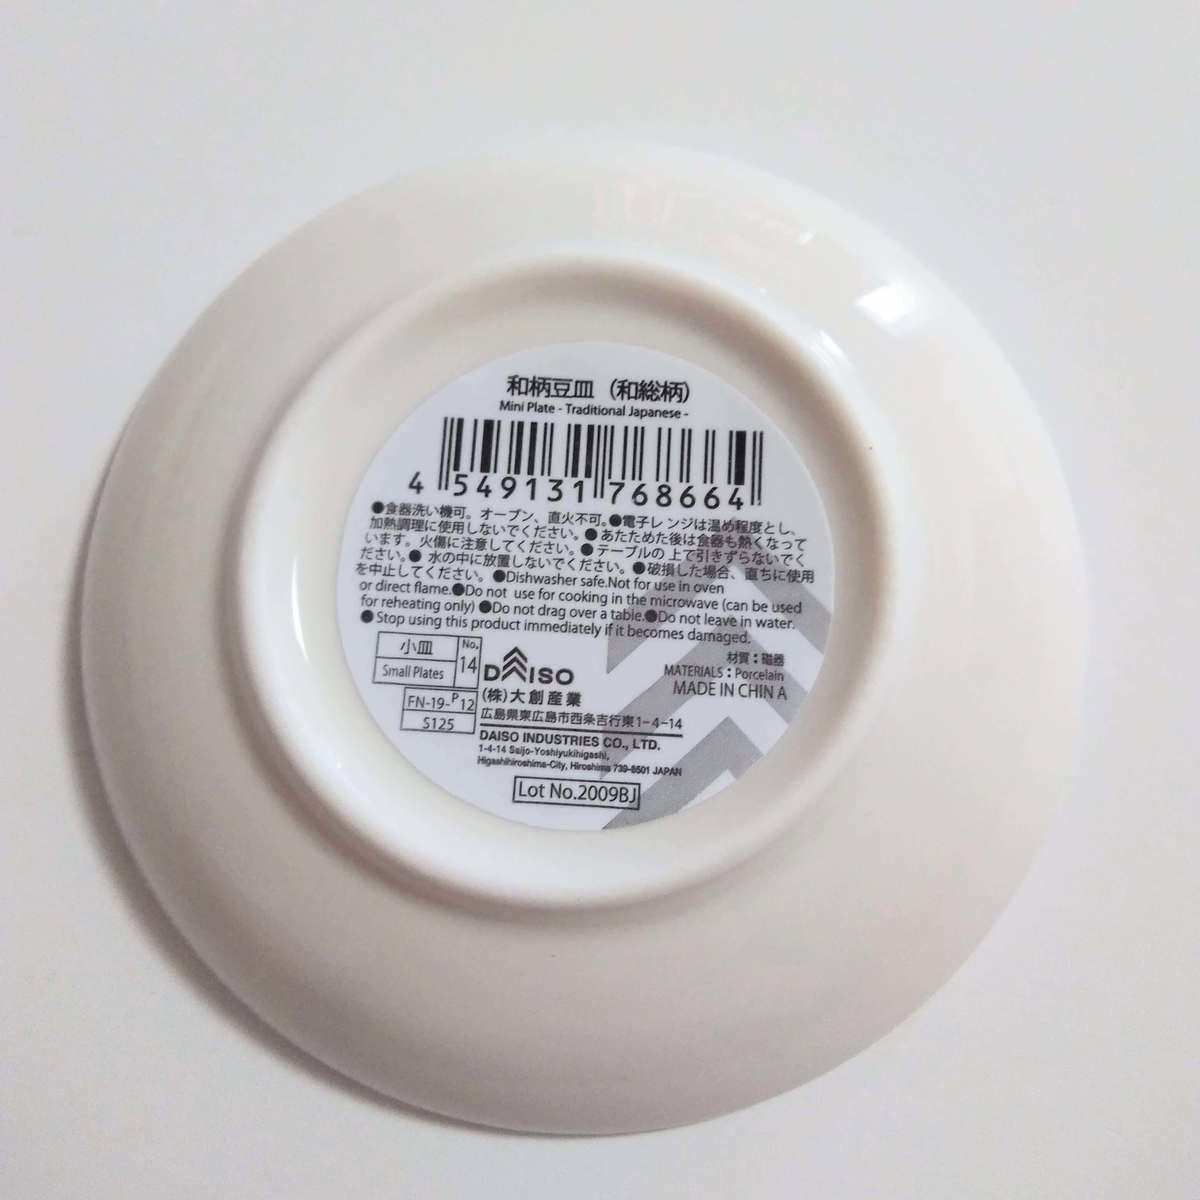 和柄豆皿（和総柄）
Mini Plate - Traditional Japanese -
4 549131 768664
●食器洗い機可。オーブン、直火不可。●電子レンジは温め程度とし、
加熱調理に使用しないでください。●あたためた後は食器も熱くなって
います。火傷に注意してください。●テーブルの上で引きずらないでく
ださい。●水の中に放置しないでください。●破損した場合、直ちに使用
を中止してください。●Dishwasher safe.Not for use in oven
or direct flame.●Do not use for cooking in the microwave (can be used
for reheating only) ●Do not drag over a table.●Do not leave in water.
●Stop using this product immediately if it becomes damaged.
小皿 No. 14
Small Plates
FN-19-P12
S125
DAISO
(株)大創産業
広島県東広島市西条吉行東1-4-14
DAISO INDUSTRIES CO., LTD.
1-4-14 Saijo-Yoshiyukihigashi,
Higashihiroshima-City, Hiroshima 739-8501 JAPAN
材質：磁器
MATERIALS：Porcelain
MADE IN CHINA
Lot No.2009BJ